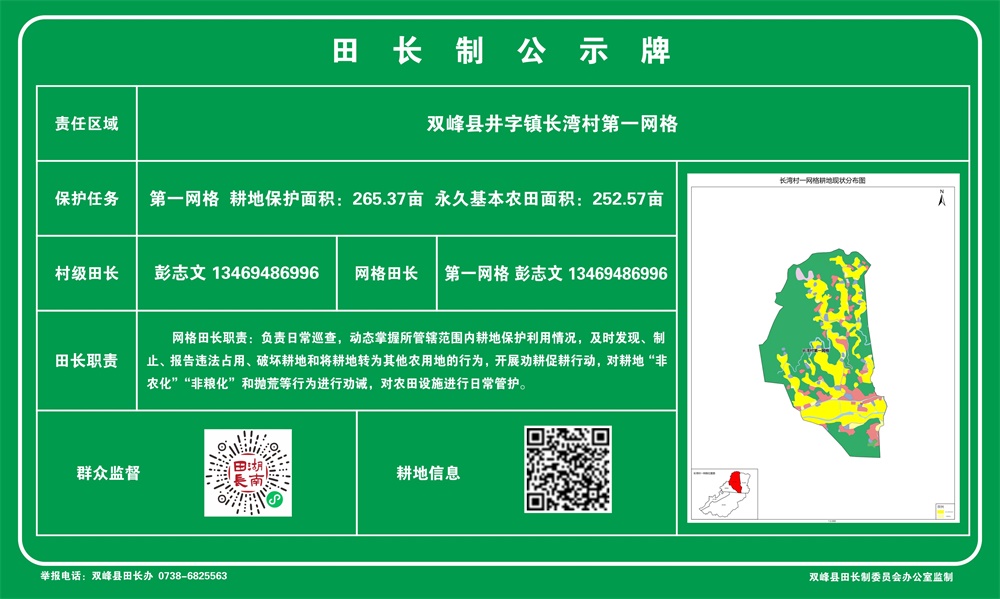 田长制公示牌
责任区域
双峰县井字镇长湾村第一网格
保护任务
第一网格 耕地保护面积：265.37亩 永久基本农田面积：252.57亩
村级田长
彭志文 13469486996
网格田长
第一网格 彭志文 13469486996
田长职责
网格田长职责：负责日常巡查，动态掌握所管辖范围内耕地保护利用情况，及时发现、制
止、报告违法占用、破坏耕地和将耕地转为其他农用地的行为，开展劝耕促耕行动，对耕地“非
农化”“非粮化”和抛荒等行为进行劝诫，对农田设施进行日常管护。
群众监督
湖南
田長
耕地信息
长湾村一网格耕地现状分布图
N
举报电话：双峰县田长办 0738-6825563
双峰县田长制委员会办公室监制